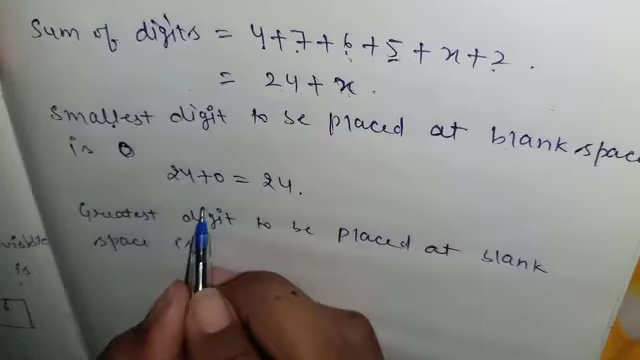 Sum of digits = 4+7+6+5+x+2.
= 24+x.
Smallest digit to be placed at blank space
is 0
24+0=24.
Greatest digit to be placed at blank
space is
is